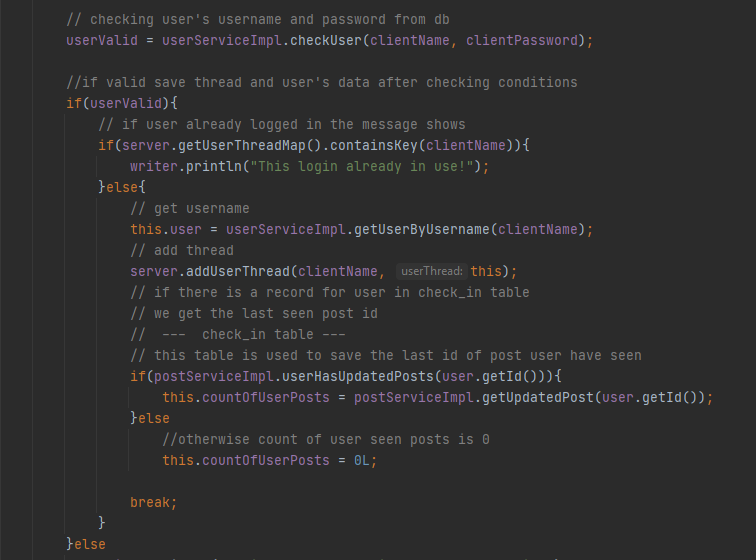 // checking user's username and password from db
userValid = userServiceImpl.checkUser(clientName, clientPassword);
//if valid save thread and user's data after checking conditions
if(userValid){
// if user already logged in the message shows
if(server.getUserThreadMap().containsKey(clientName)){
writer.println("This login already in use!");
}else{
// get username
this.user = userServiceImpl.getUserByUsername(clientName);
// add thread
server.addUserThread(clientName, userThread: this);
// if there is a record for user in check_in table
// we get the last seen post id
//  ---  check_in table ---
// this table is used to save the last id of post user have seen
if(postServiceImpl.userHasUpdatedPosts(user.getId())){
this.countOfUserPosts = postServiceImpl.getUpdatedPost(user.getId());
}else
//otherwise count of user seen posts is 0
this.countOfUserPosts = 0L;
break;
}
}else